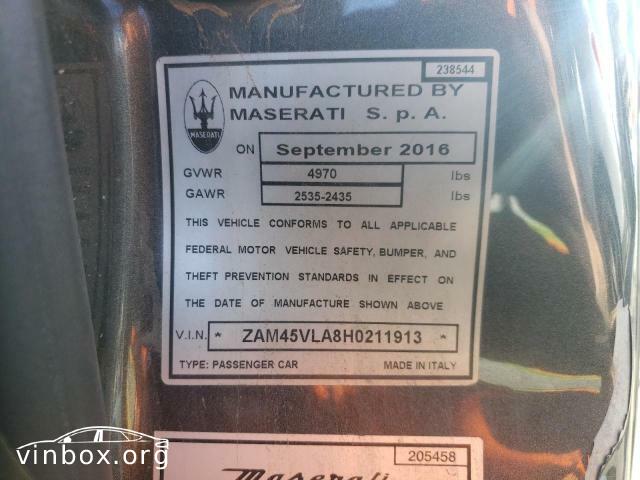 238544
MANUFACTURED BY
MASERATI S. p. A.
MASERATI
ON September 2016
GVWR 4970 lbs
GAWR 2535-2435 lbs
THIS VEHICLE CONFORMS TO ALL APPLICABLE
FEDERAL MOTOR VEHICLE SAFETY, BUMPER, AND
THEFT PREVENTION STANDARDS IN EFFECT ON
THE DATE OF MANUFACTURE SHOWN ABOVE
V.I.N. * ZAM45VLA8H0211913 *
TYPE: PASSENGER CAR MADE IN ITALY
205458
Maserati
vinbox.org